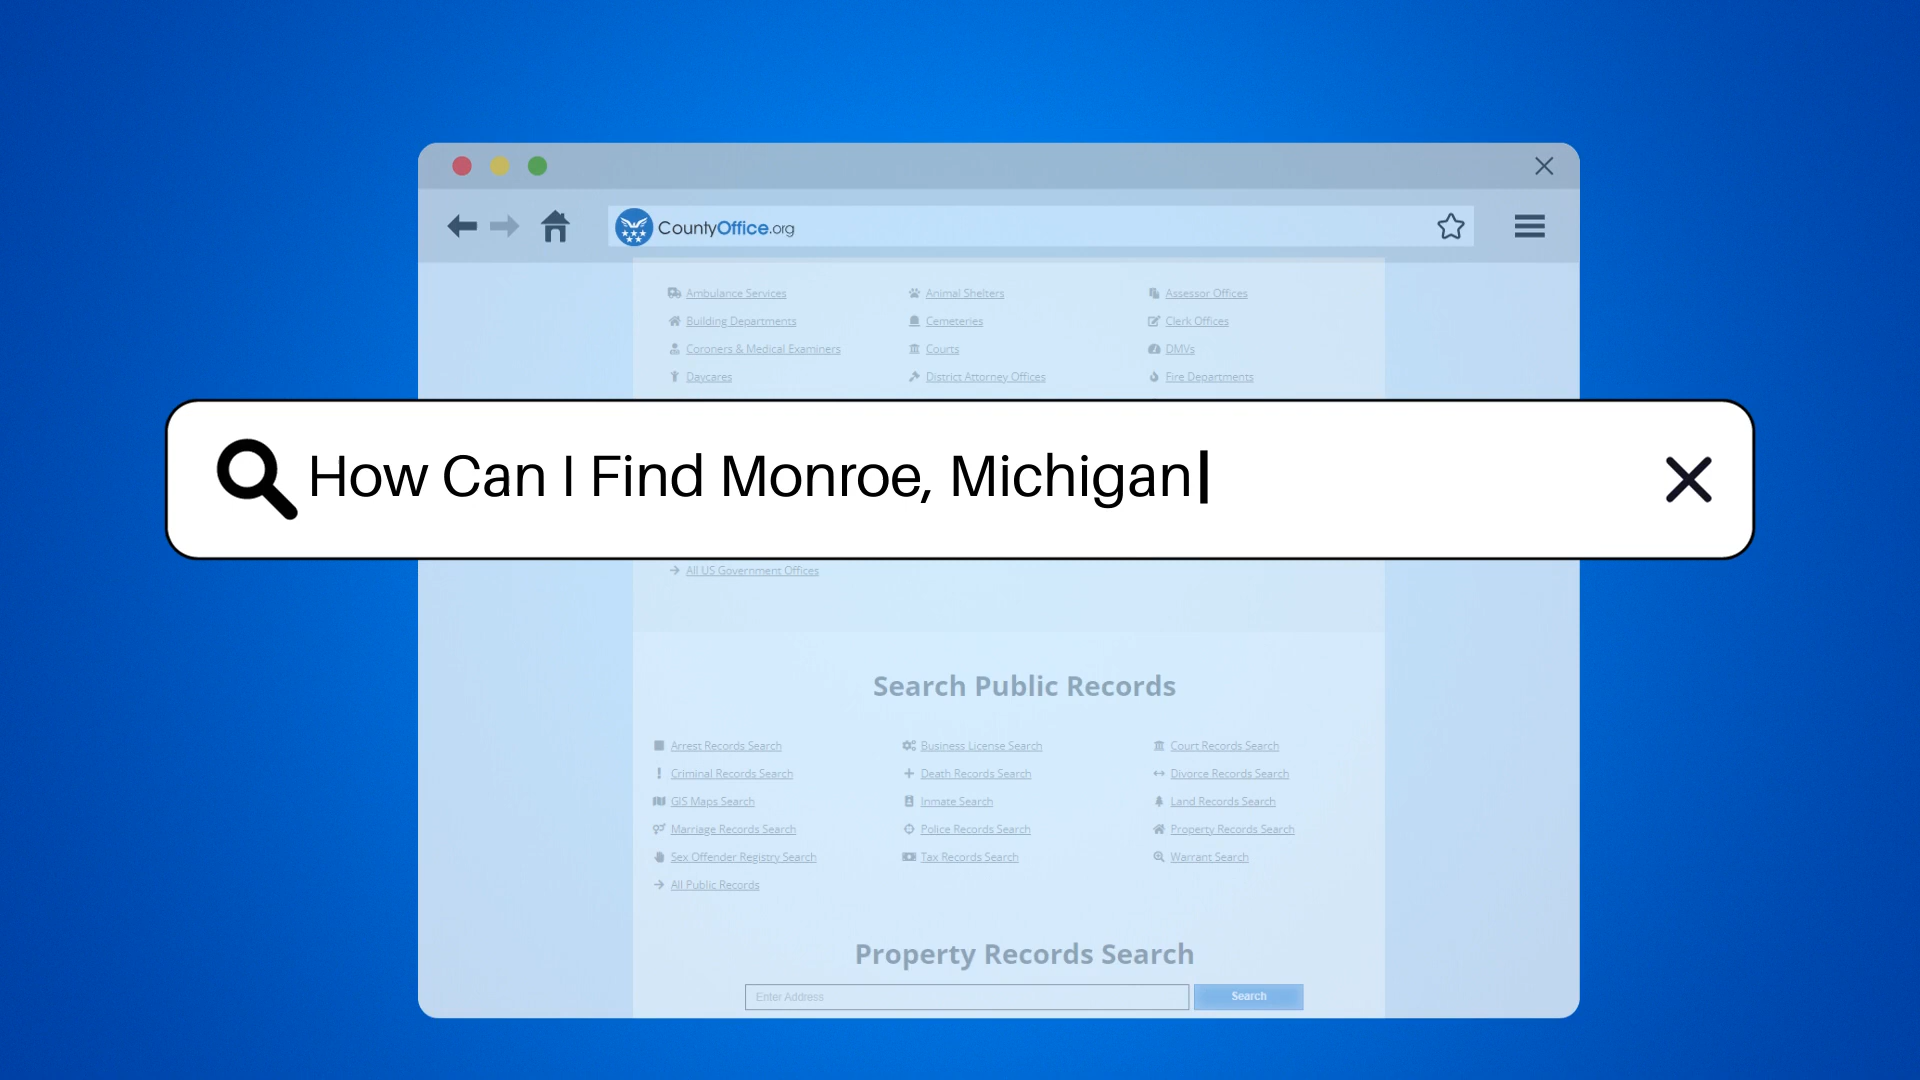 CountyOffice.org
Ambulance Services Animal Shelters Assessor Offices
Building Departments Cemeteries Clerk Offices
Coroners & Medical Examiners Courts DMVs
Daycares District Attorney Offices Fire Departments
How Can I Find Monroe, Michigan
All US Government Offices
Search Public Records
Arrest Records Search Business License Search Court Records Search
Criminal Records Search Death Records Search Divorce Records Search
GIS Maps Search Inmate Search Land Records Search
Marriage Records Search Police Records Search Property Records Search
Sex Offender Registry Search Tax Records Search Warrant Search
All Public Records
Property Records Search
Enter Address Search